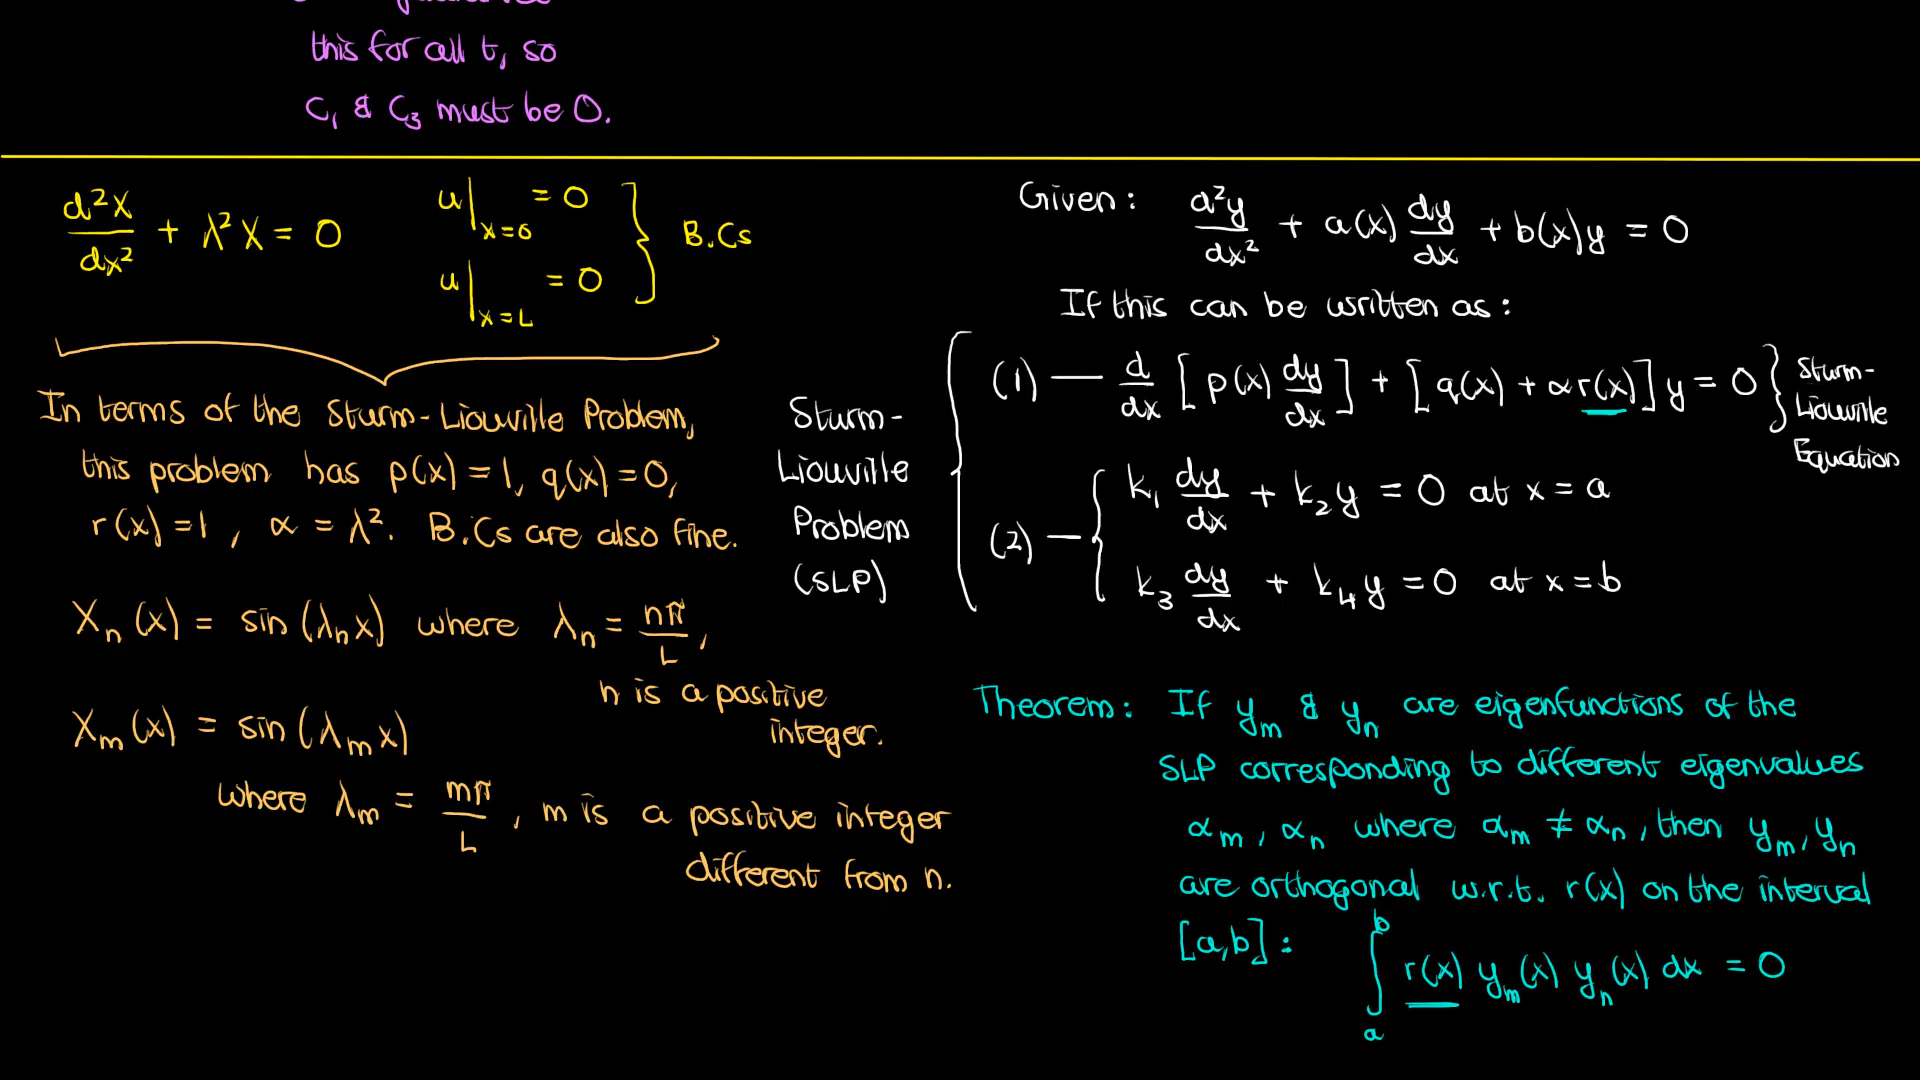 this for all t, so
C₁ & C₃ must be 0.
d²X/dx² + λ²X = 0
u|ₓ₌₀ = 0
u|ₓ₌L = 0
} B.Cs
In terms of the Sturm-Liouville Problem,
this problem has p(x) = 1, q(x) = 0,
r(x) = 1, α = λ². B.Cs are also fine.
Xₙ(x) = sin(λₙx) where λₙ = nπ/L,
n is a positive
integer.
Xₘ(x) = sin(λₘx)
where λₘ = mπ/L, m is a positive integer
different from n.
Given: a²y/dx² + a(x) dy/dx + b(x)y = 0
If this can be written as:
Sturm-
Liouville
Problem
(SLP)
(1) — d/dx [p(x) dy/dx] + [q(x) + αr(x)]y = 0
Sturm-
Liouville
Equation
(2) —
k₁ dy/dx + k₂y = 0 at x = a
k₃ dy/dx + k₄y = 0 at x = b
Theorem: If yₘ & yₙ are eigenfunctions of the
SLP corresponding to different eigenvalues
αₘ, αₙ where αₘ ≠ αₙ, then yₘ, yₙ
are orthogonal w.r.t. r(x) on the interval
[a,b]: ∫ₐᵇ r(x) yₘ(x) yₙ(x) dx = 0